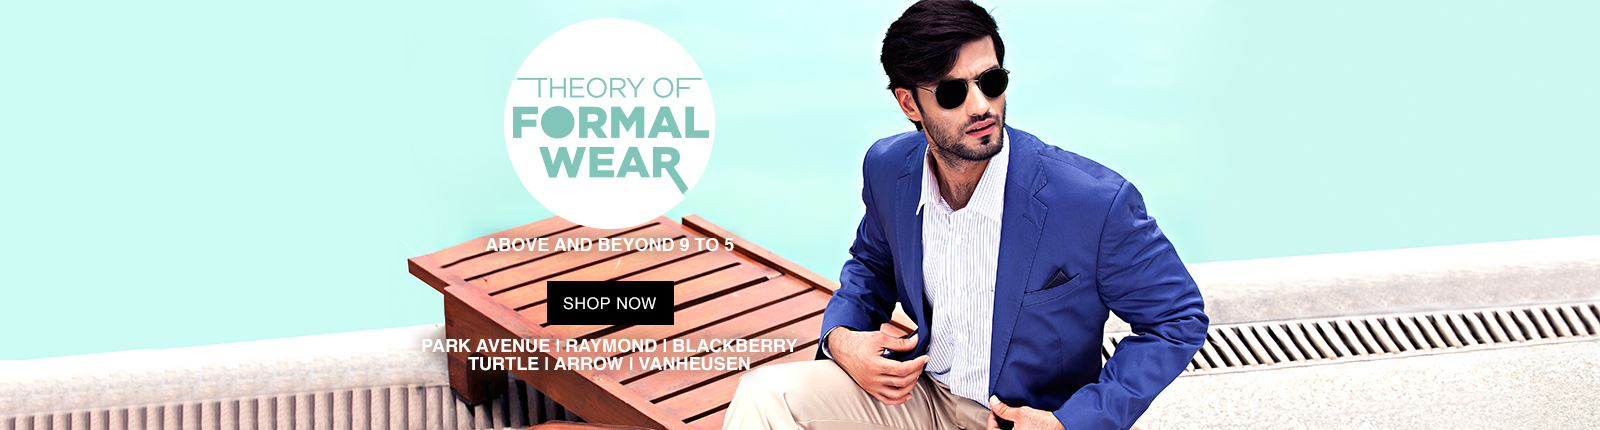 THEORY OF
FORMAL
WEAR
ABOVE AND BEYOND 9 TO 5
SHOP NOW
PARK AVENUE | RAYMOND | BLACKBERRY
TURTLE | ARROW | VANHEUSEN